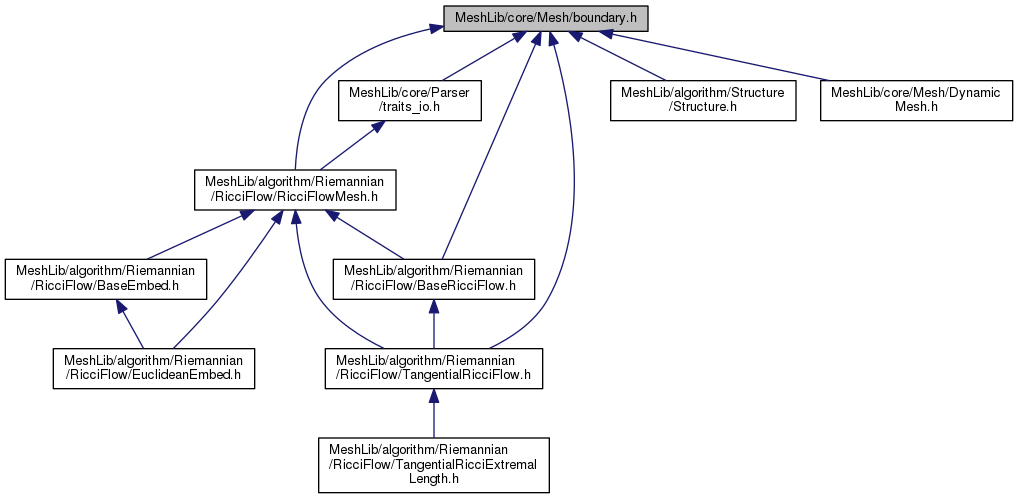 MeshLib/core/Mesh/boundary.h
MeshLib/core/Parser
/traits_io.h
MeshLib/algorithm/Structure
/Structure.h
MeshLib/core/Mesh/Dynamic
Mesh.h
MeshLib/algorithm/Riemannian
/RicciFlow/RicciFlowMesh.h
MeshLib/algorithm/Riemannian
/RicciFlow/BaseEmbed.h
MeshLib/algorithm/Riemannian
/RicciFlow/BaseRicciFlow.h
MeshLib/algorithm/Riemannian
/RicciFlow/EuclideanEmbed.h
MeshLib/algorithm/Riemannian
/RicciFlow/TangentialRicciFlow.h
MeshLib/algorithm/Riemannian
/RicciFlow/TangentialRicciExtremal
Length.h